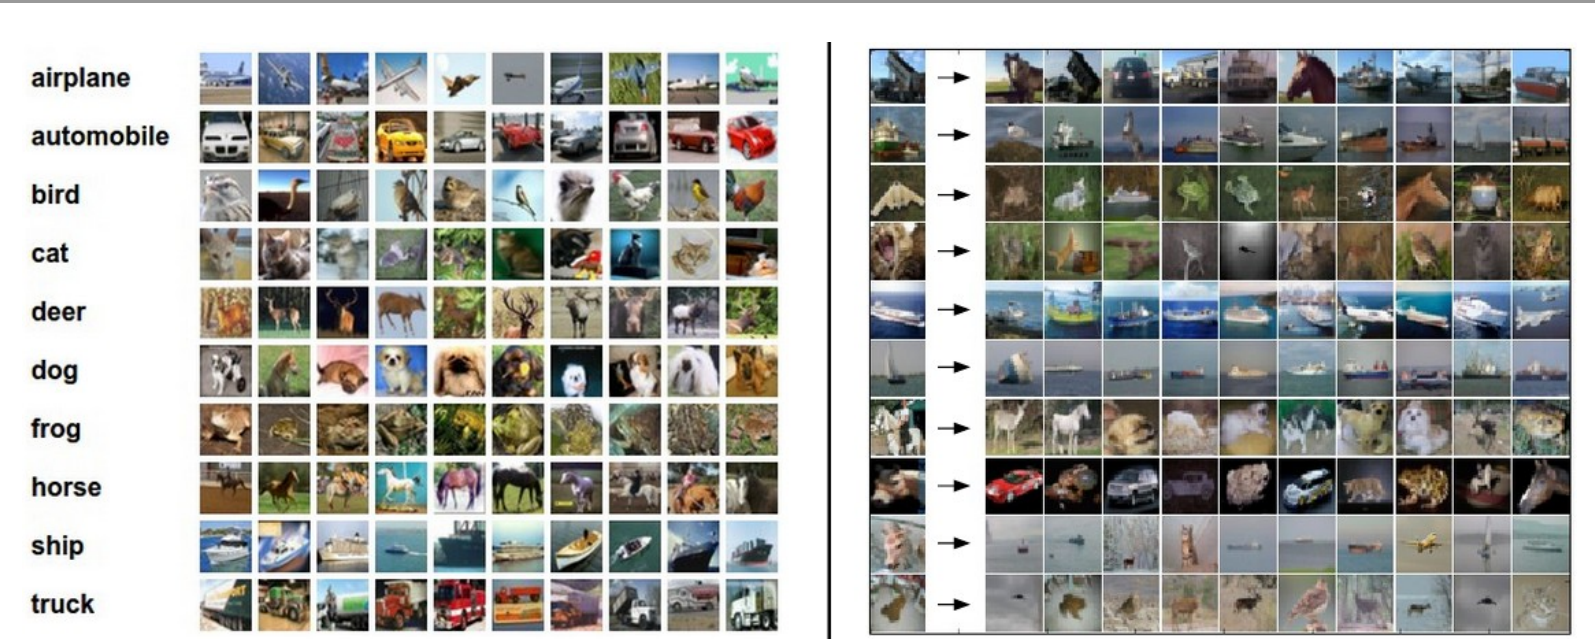 airplane
automobile
bird
cat
deer
dog
frog
horse
ship
truck